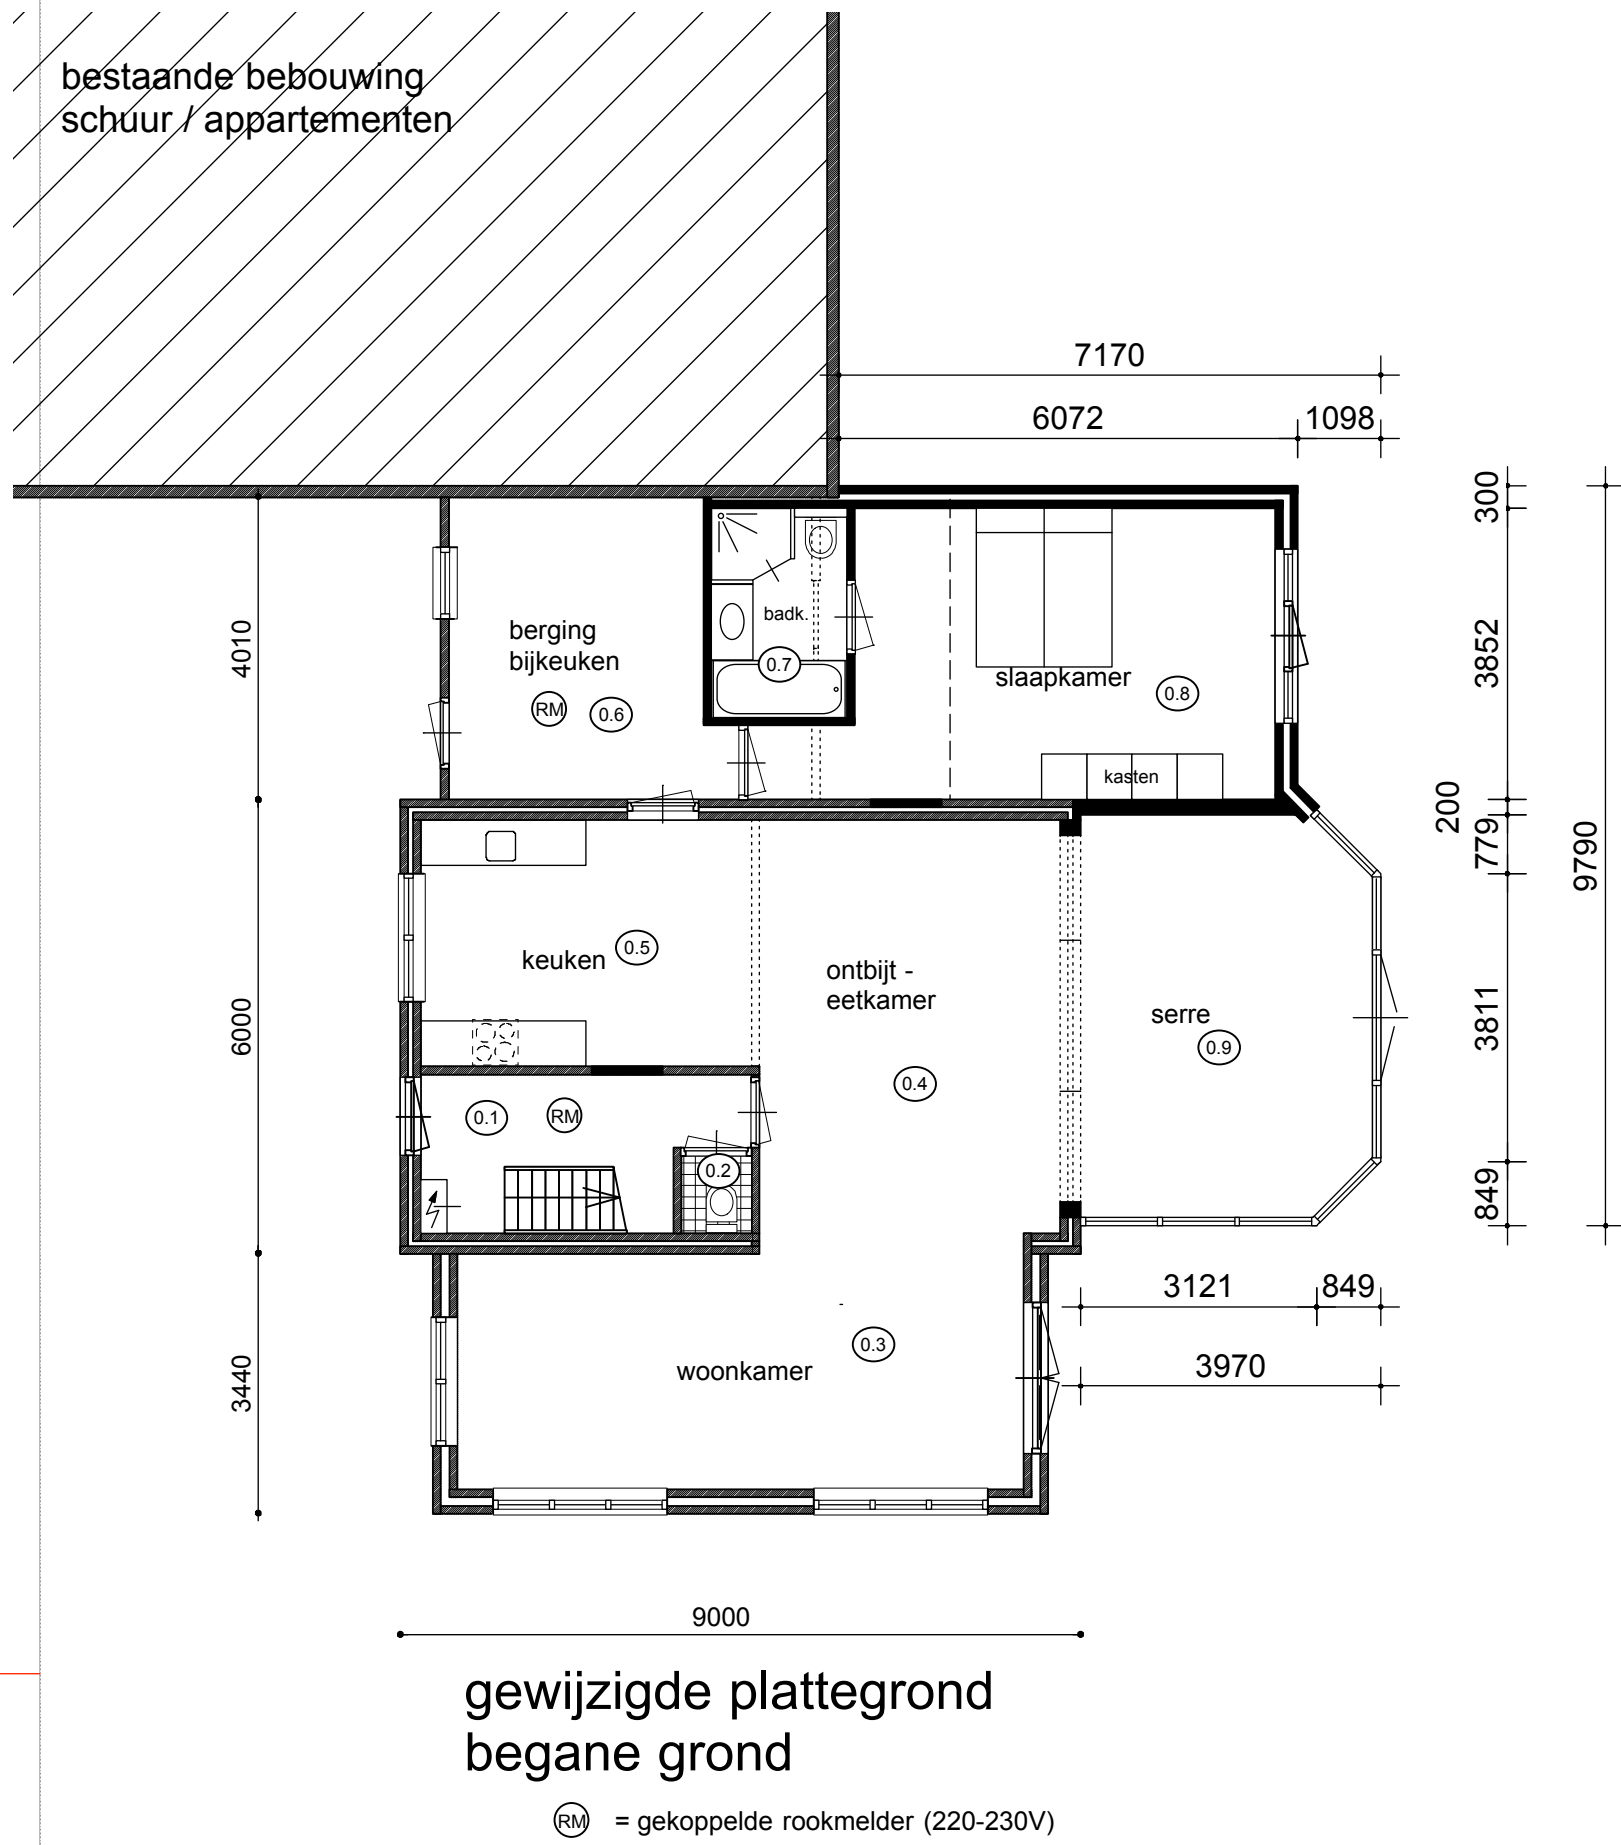 bestaande bebouwing
schuur / appartementen
7170
6072
1098
300
4010
berging
bijkeuken
badk.
0.7
slaapkamer
0.8
3852
RM
0.6
kasten
200
779
9790
keuken
0.5
ontbijt -
eetkamer
serre
0.9
3811
6000
0.4
0.1
RM
0.2
849
3121
849
3440
woonkamer
0.3
-
3970
9000
gewijzigde plattegrond
begane grond
RM = gekoppelde rookmelder (220-230V)